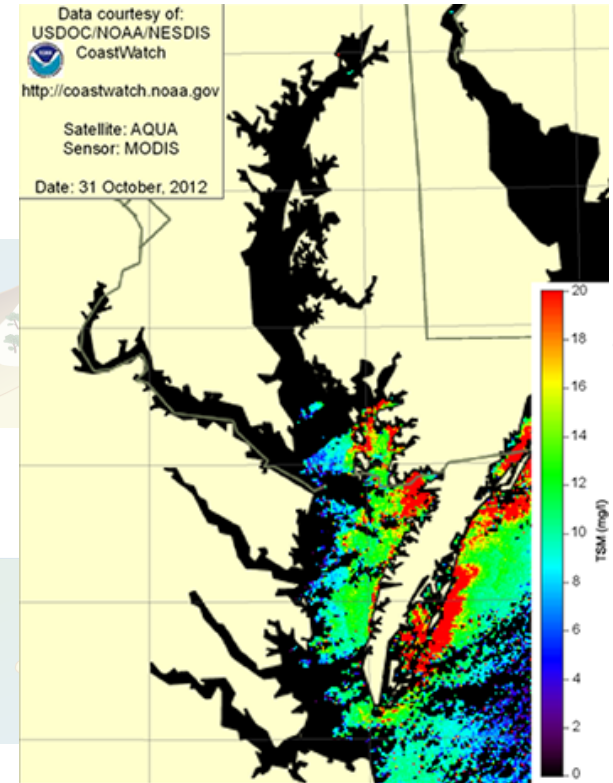 Data courtesy of:
USDOC/NOAA/NESDIS
CoastWatch
http://coastwatch.noaa.gov
Satellite: AQUA
Sensor: MODIS
Date: 31 October, 2012
20
18
16
14
12
10
8
6
4
2
0
TSM (mg/l)